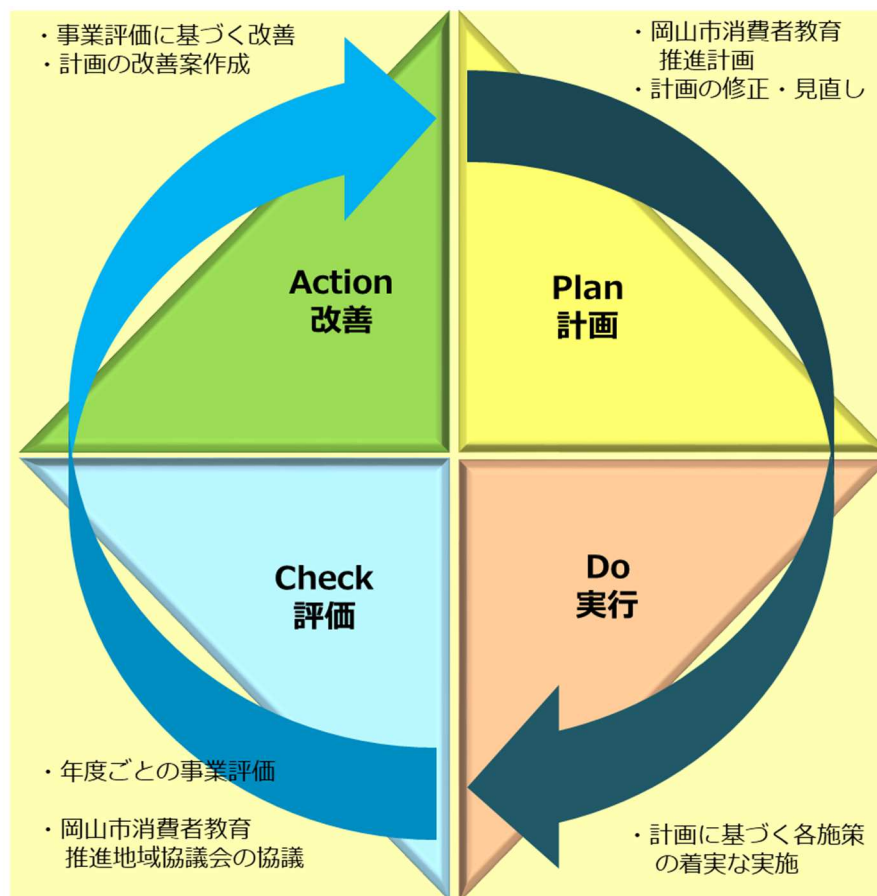 ・事業評価に基づく改善
・計画の改善案作成
・岡山市消費者教育
推進計画
・計画の修正・見直し
Action
改善
Plan
計画
Check
評価
Do
実行
・年度ごとの事業評価
・岡山市消費者教育
推進地域協議会の協議
・計画に基づく各施策
の着実な実施